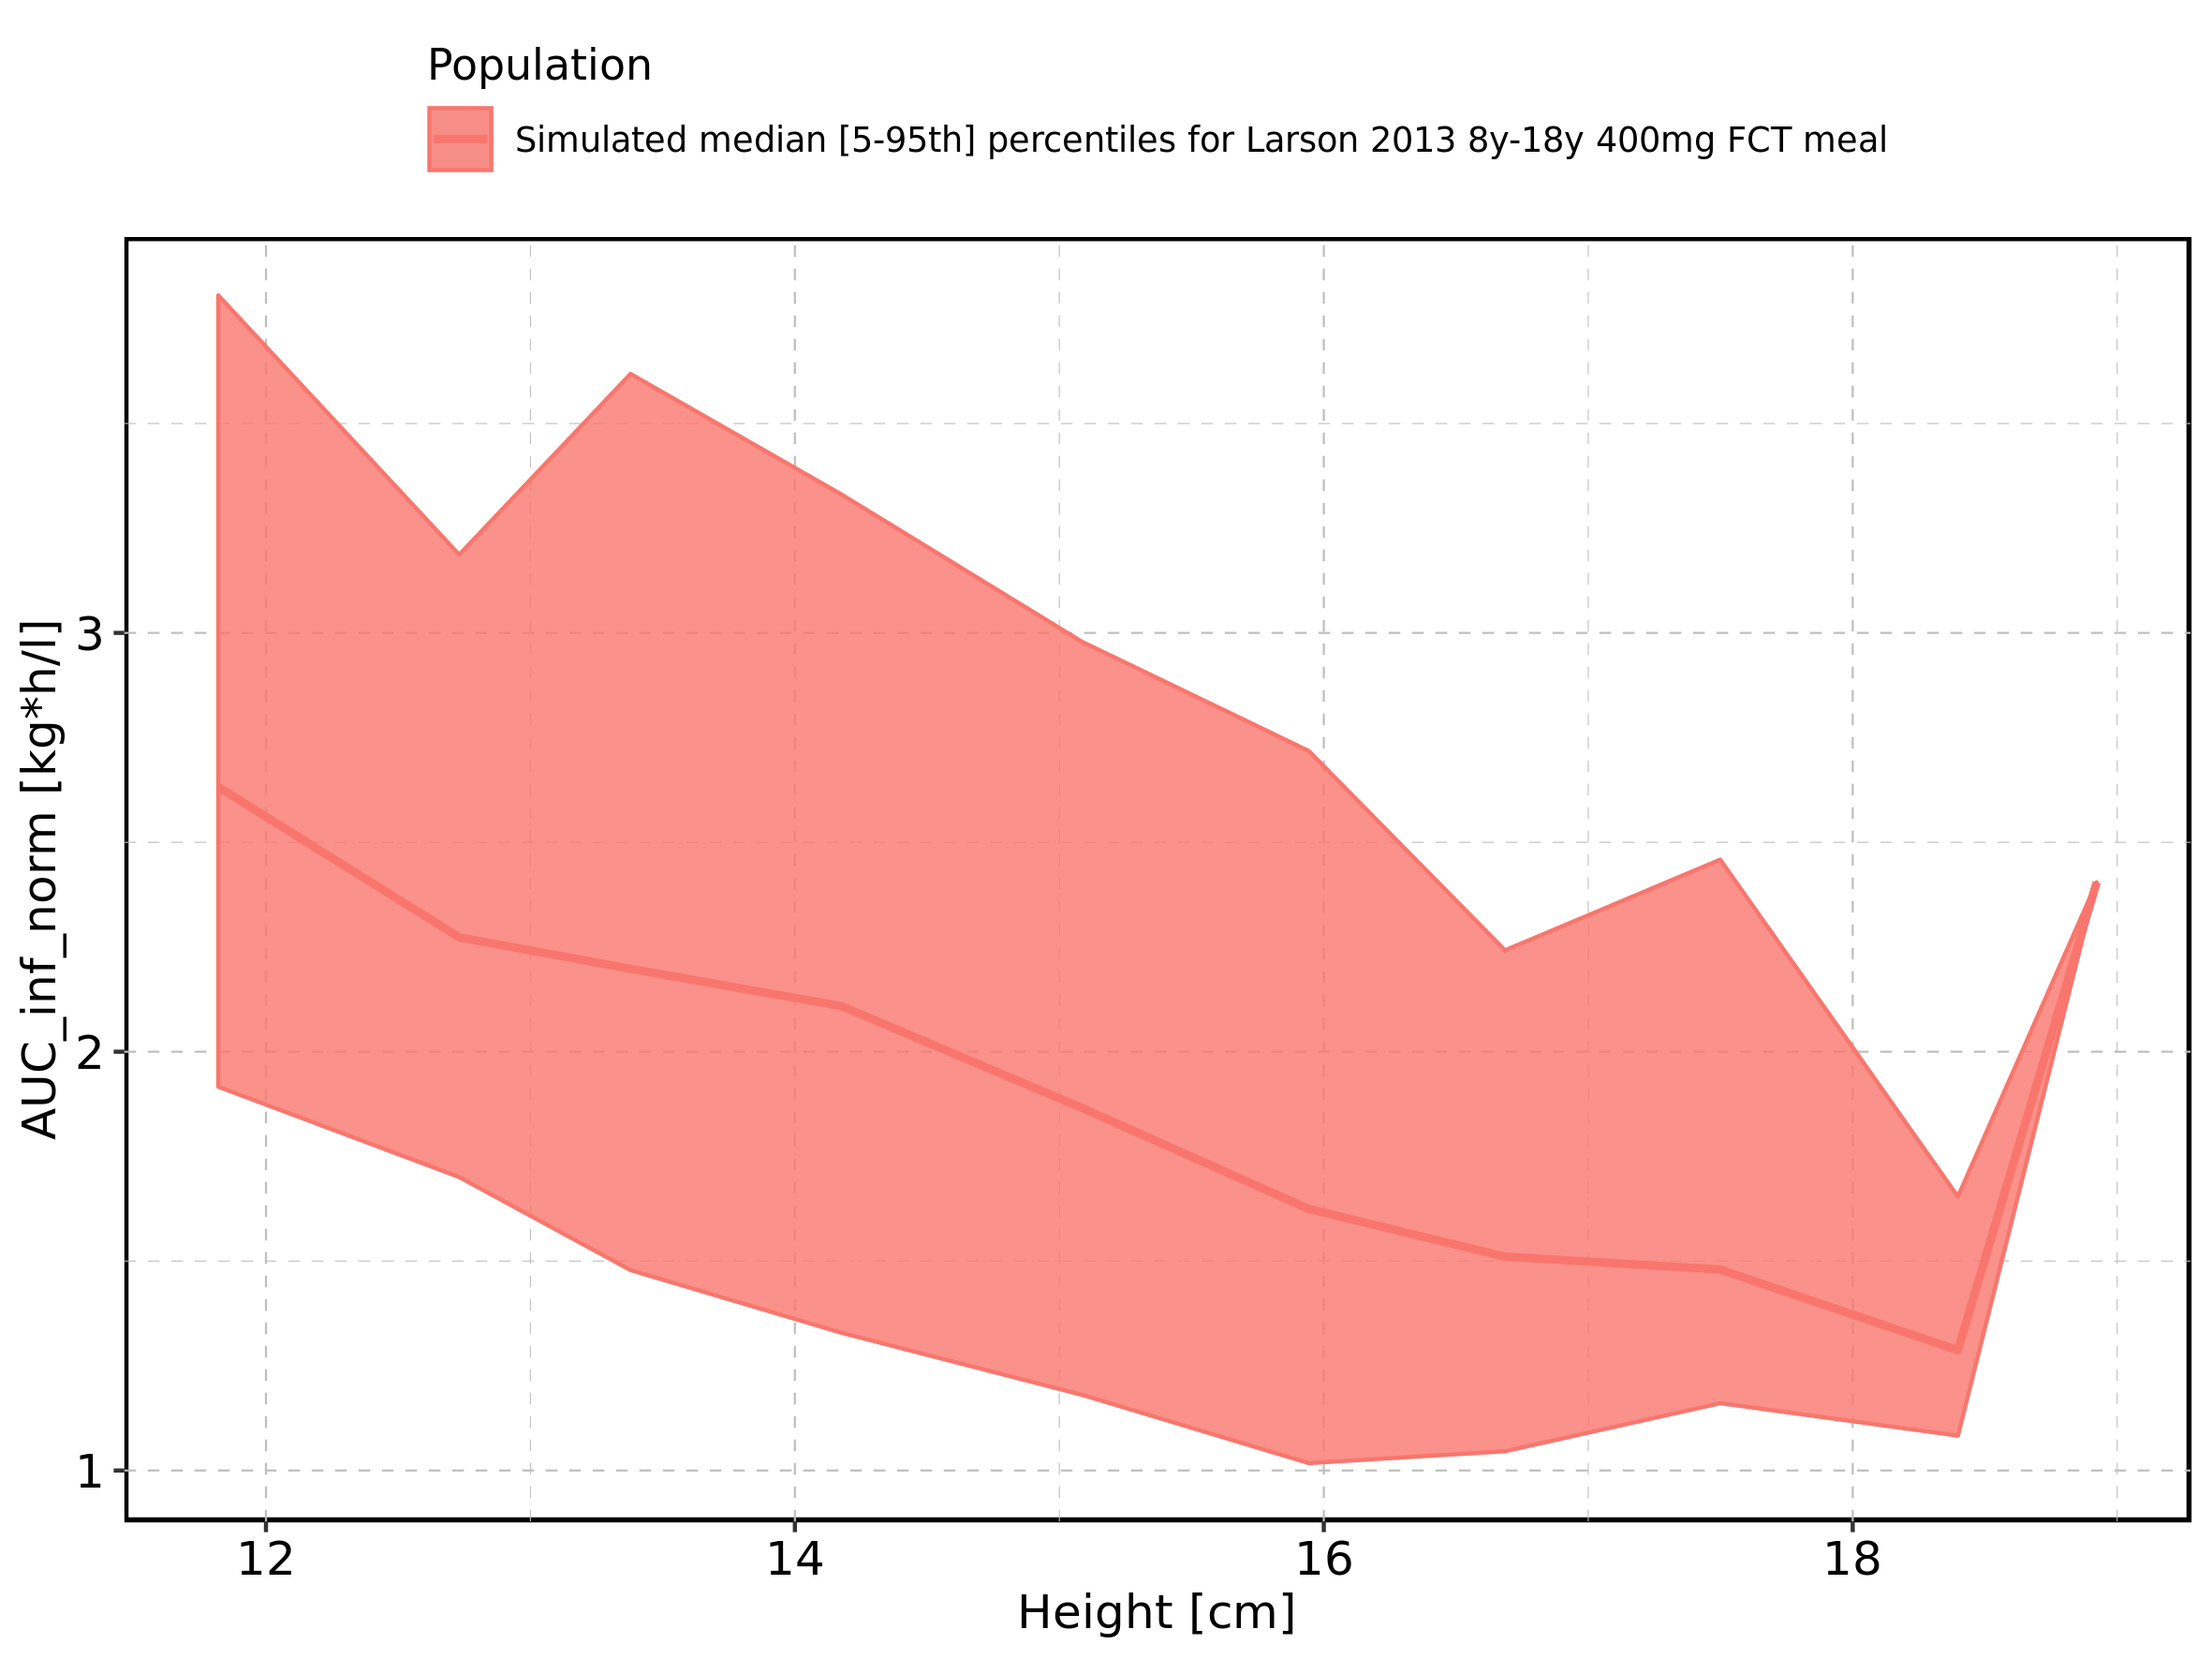 Population
Simulated median [5-95th] percentiles for Larson 2013 8y-18y 400mg FCT meal
AUC_inf_norm [kg*h/l]
3
2
1
12 14 16 18
Height [cm]